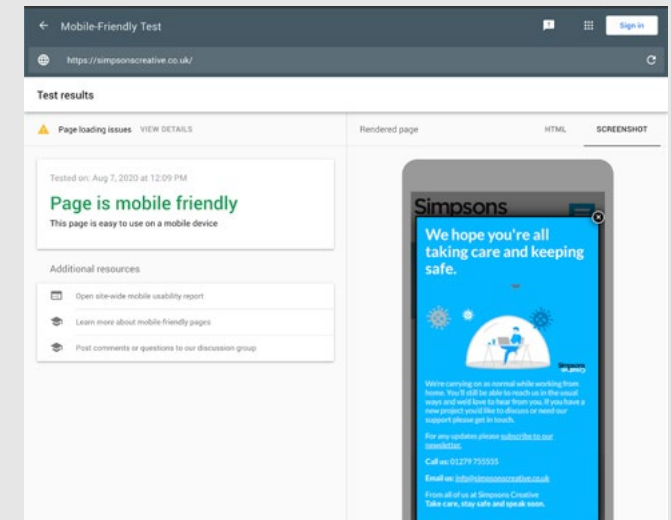 Mobile-Friendly Test
Sign in
https://simpsonscreative.co.uk/
Test results
Page loading issues VIEW DETAILS
Rendered page
HTML
SCREENSHOT
Tested on: Aug 7, 2020 at 12:09 PM
Page is mobile friendly
This page is easy to use on a mobile device
Additional resources
Open site-wide mobile usability report
Learn more about mobile-friendly pages
Post comments or questions to our discussion group
Simpsons
We hope you're all
taking care and keeping
safe.
Simpsons
Creative
We're carrying on as normal while working from
home. You'll still be able to reach us in the usual
ways and we'd love to hear from you. If you have a
new project you'd like to discuss or need our
support please get in touch.
For any updates please subscribe to our
newsletter.
Call us: 01279 755555
Email us: info@simpsonscreative.co.uk
From all of us at Simpsons Creative
Take care, stay safe and speak soon.